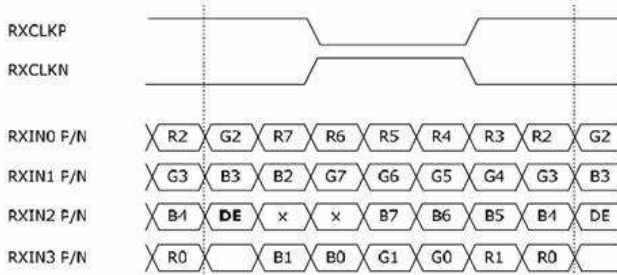 RXCLKP
RXCLKN
RXIN0 P/N R2 G2 R7 R6 R5 R4 R3 R2 G2
RXIN1 P/N G3 B3 B2 G7 G6 G5 G4 G3 B3
RXIN2 P/N B4 DE x x B7 B6 B5 B4 DE
RXIN3 P/N R0 B1 B0 G1 G0 R1 R0